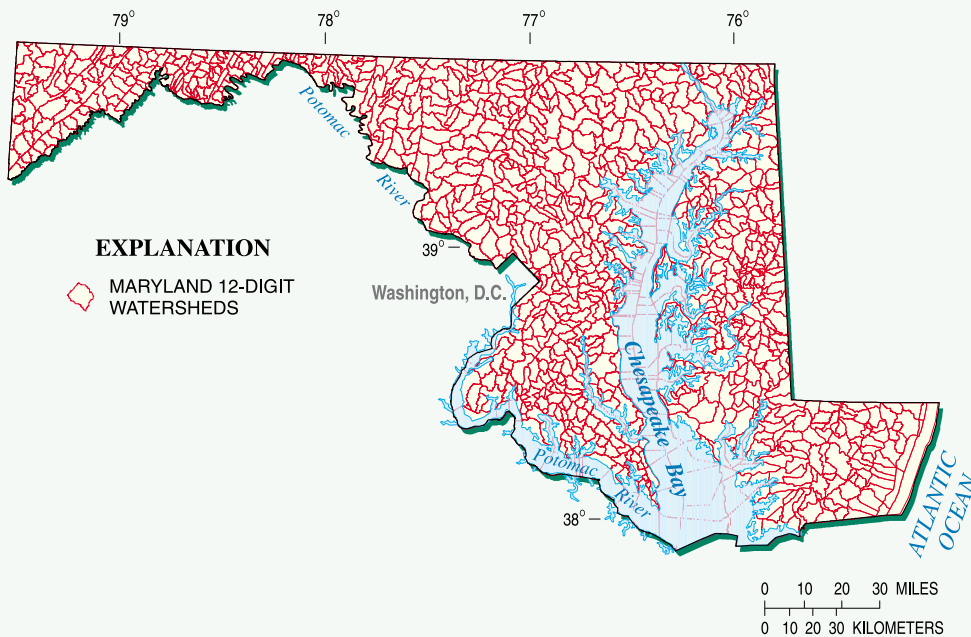 79°
78°
77°
76°
Potomac
River
EXPLANATION
MARYLAND 12-DIGIT
WATERSHEDS
39°
Washington, D.C.
Chesapeake
Bay
Potomac
River
38°
ATLANTIC
OCEAN
0 10 20 30 MILES
0 10 20 30 KILOMETERS